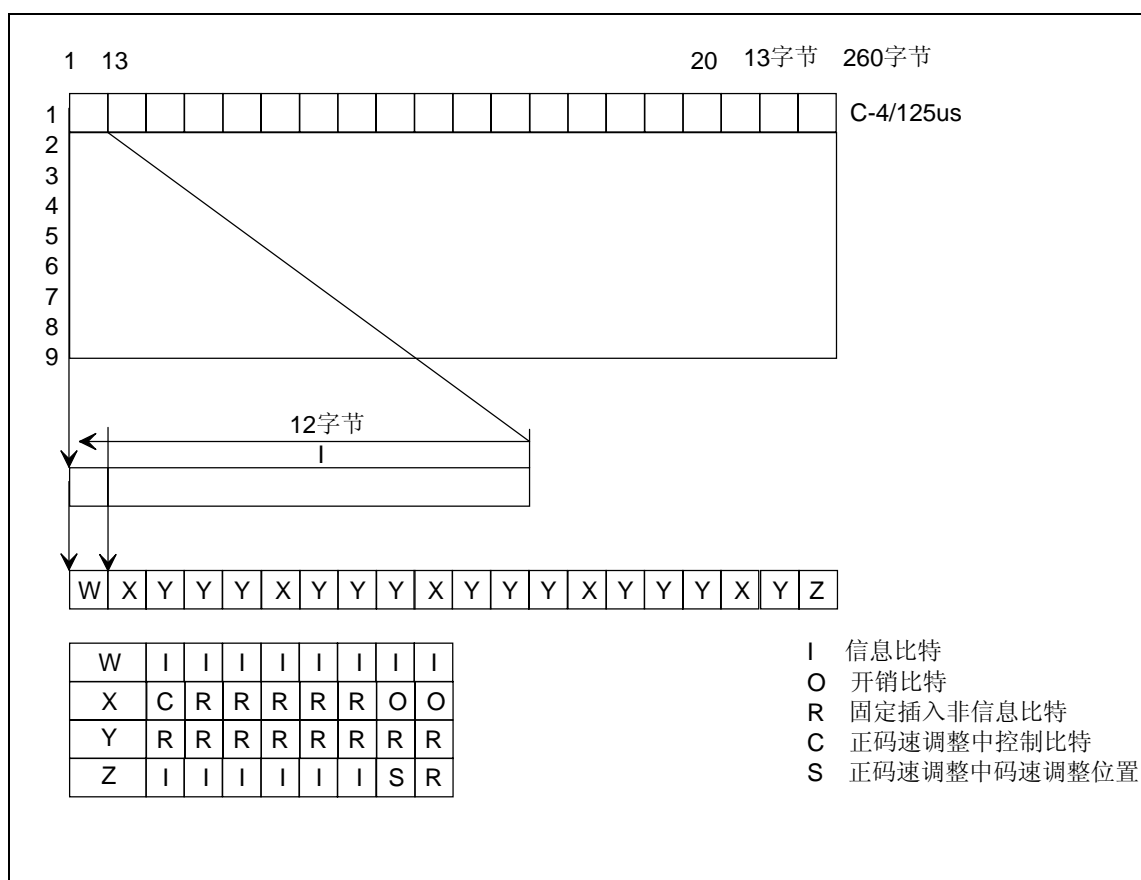 1 13 20 13字节 260字节
1 C-4/125us
2
3
4
5
6
7
8
9
12字节
I
W X Y Y Y X Y Y Y X Y Y Y X Y Y Y X Y Z
W I I I I I I I I
X C R R R R R O O
Y R R R R R R R R
Z I I I I I I S R
I 信息比特
O 开销比特
R 固定插入非信息比特
C 正码速调整中控制比特
S 正码速调整中码速调整位置